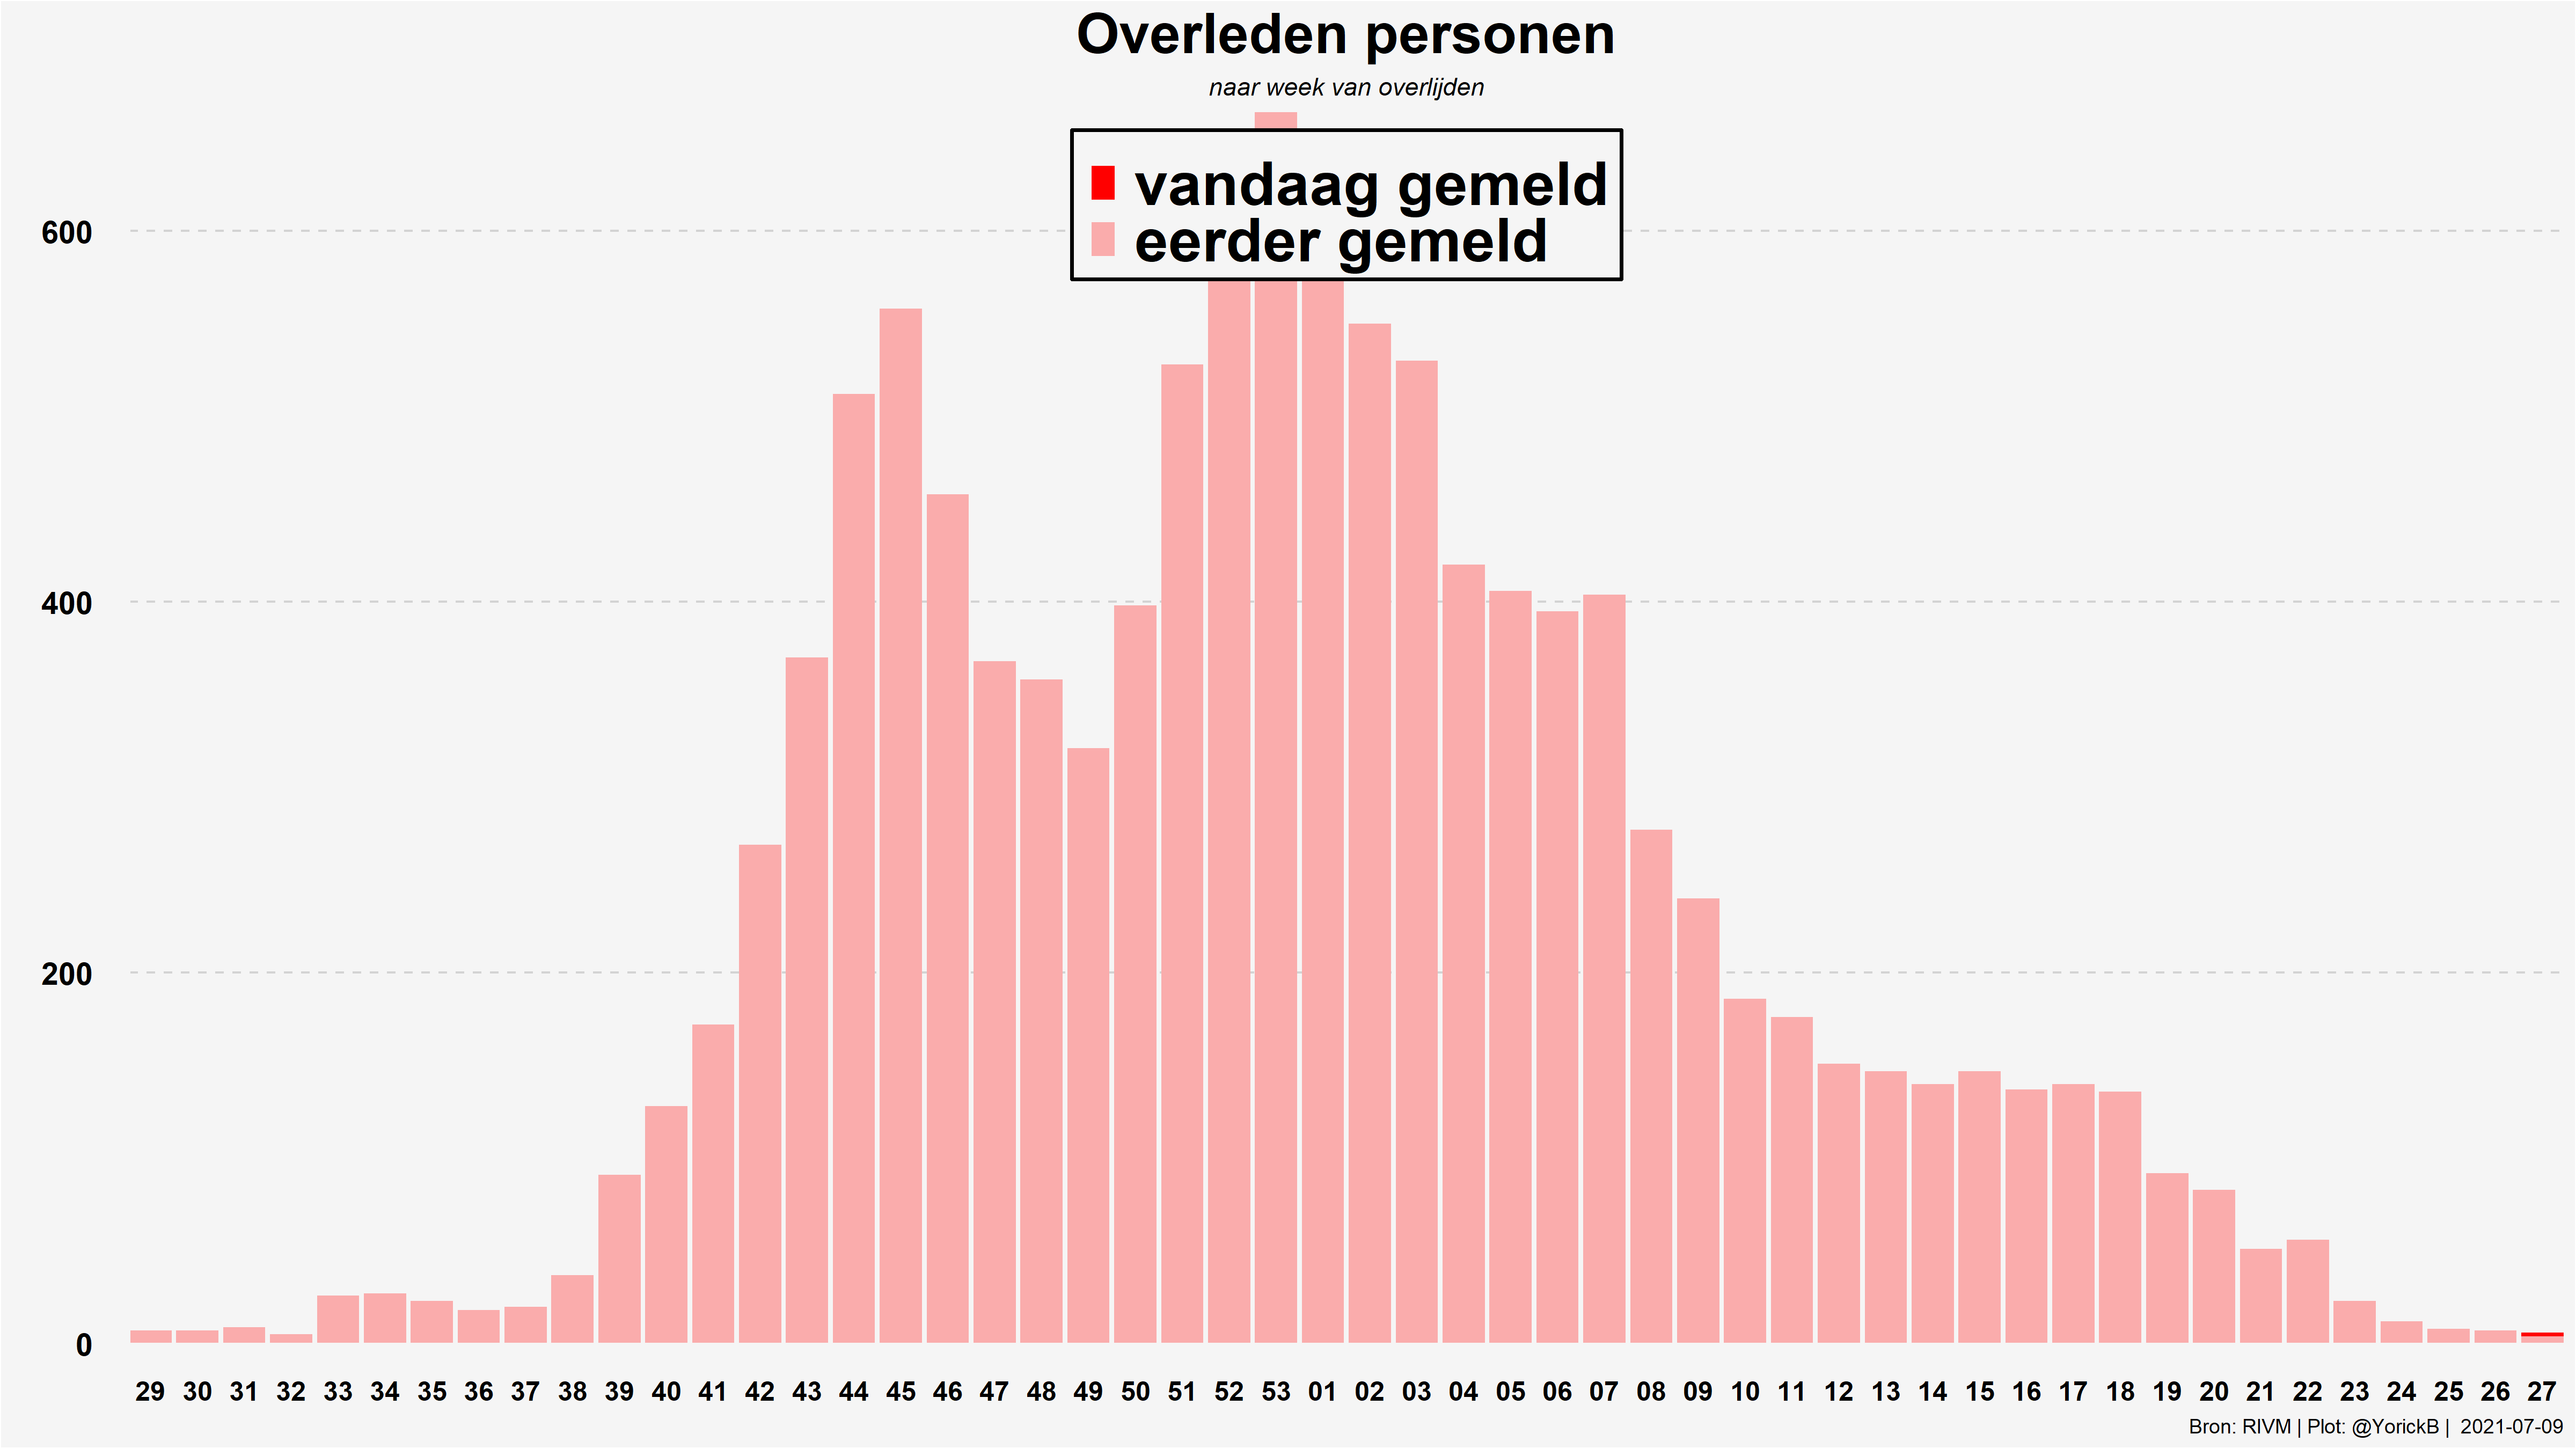 Overleden personen
naar week van overlijden
vandaag gemeld
eerder gemeld
600
400
200
0
29 30 31 32 33 34 35 36 37 38 39 40 41 42 43 44 45 46 47 48 49 50 51 52 53 01 02 03 04 05 06 07 08 09 10 11 12 13 14 15 16 17 18 19 20 21 22 23 24 25 26 27
Bron: RIVM | Plot: @YorickB | 2021-07-09